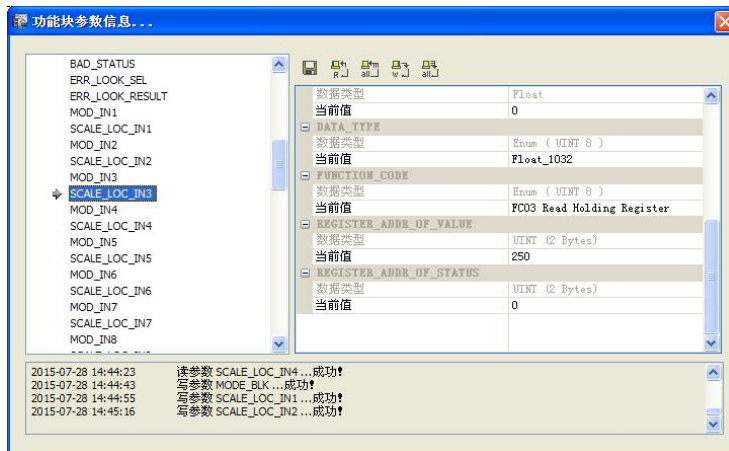 功能块参数信息...
BAD_STATUS
ERR_LOOK_SEL
ERR_LOOK_RESULT
MOD_IN1
SCALE_LOC_IN1
MOD_IN2
SCALE_LOC_IN2
MOD_IN3
SCALE_LOC_IN3
MOD_IN4
SCALE_LOC_IN4
MOD_IN5
SCALE_LOC_IN5
MOD_IN6
SCALE_LOC_IN6
MOD_IN7
SCALE_LOC_IN7
MOD_IN8
R all w all
数据类型 Float
当前值 0
DATA_TYPE
数据类型 Enum ( UINT 8 )
当前值 Float_1032
FUNCTION_CODE
数据类型 Enum ( UINT 8 )
当前值 FC03 Read Holding Register
REGISTER_ADDR_OF_VALUE
数据类型 UINT (2 Bytes)
当前值 250
REGISTER_ADDR_OF_STATUS
数据类型 UINT (2 Bytes)
当前值 0
2015-07-28 14:44:23 读参数 SCALE_LOC_IN4 ...成功!
2015-07-28 14:44:43 写参数 MODE_BLK ...成功!
2015-07-28 14:44:55 写参数 SCALE_LOC_IN1 ...成功!
2015-07-28 14:45:16 写参数 SCALE_LOC_IN2 ...成功!